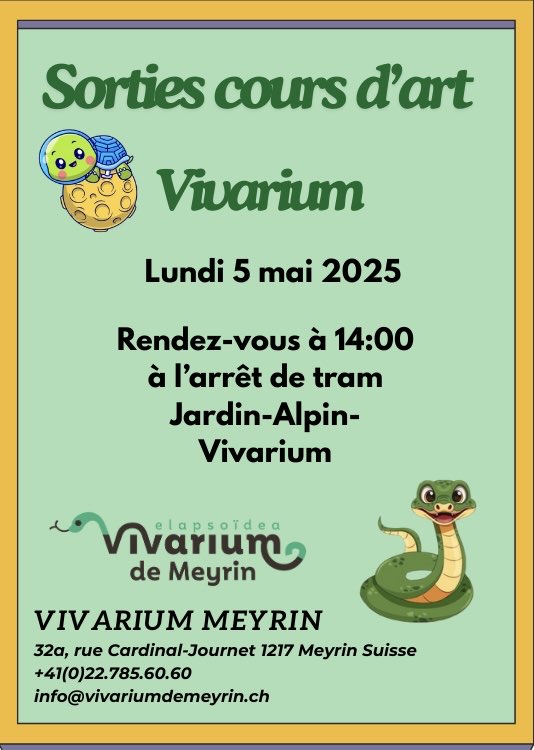 Sorties cours d'art
Vivarium
Lundi 5 mai 2025
Rendez-vous à 14:00
à l'arrêt de tram
Jardin-Alpin-
Vivarium
elapsoïdea
Vivarium
de Meyrin
VIVARIUM MEYRIN
32a, rue Cardinal-Journet 1217 Meyrin Suisse
+41(0)22.785.60.60
info@vivariumdemeyrin.ch